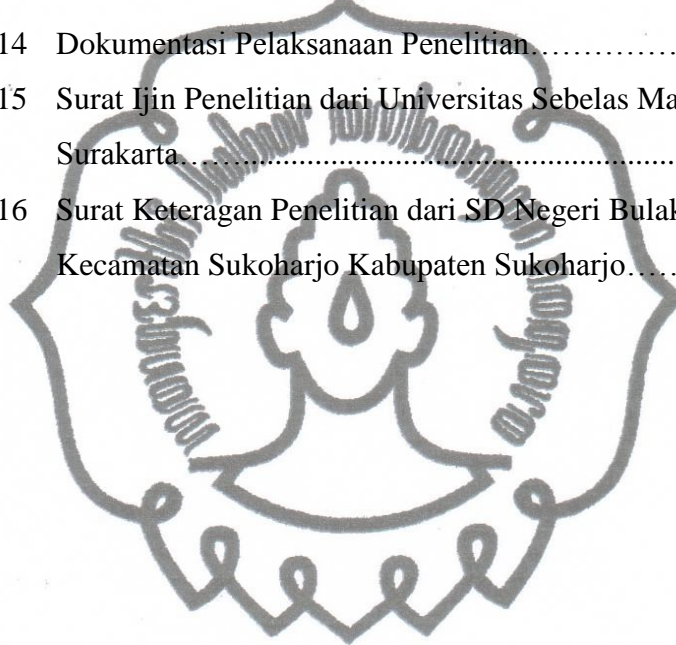 14 Dokumentasi Pelaksanaan Penelitian……………
15 Surat Ijin Penelitian dari Universitas Sebelas Ma
Surakarta……..................................................
16 Surat Keteragan Penelitian dari SD Negeri Bulak
Kecamatan Sukoharjo Kabupaten Sukoharjo……